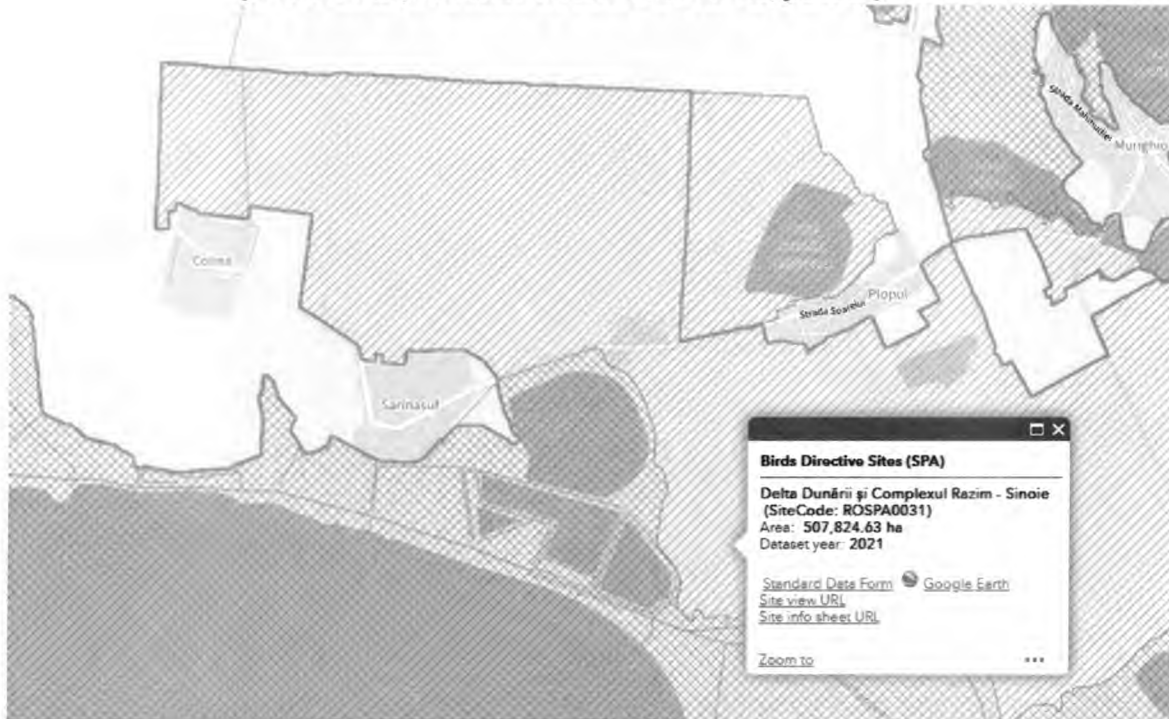 Strada Mahmudiei
Colina
Plopul
Strada Soarelui
Sarinasuf
Birds Directive Sites (SPA)
Delta Dunării și Complexul Razim - Sinoie
(SiteCode: ROSPA0031)
Area: 507,824.63 ha
Dataset year: 2021
Standard Data Form Google Earth
Site view URL
Site info sheet URL
Zoom to
...